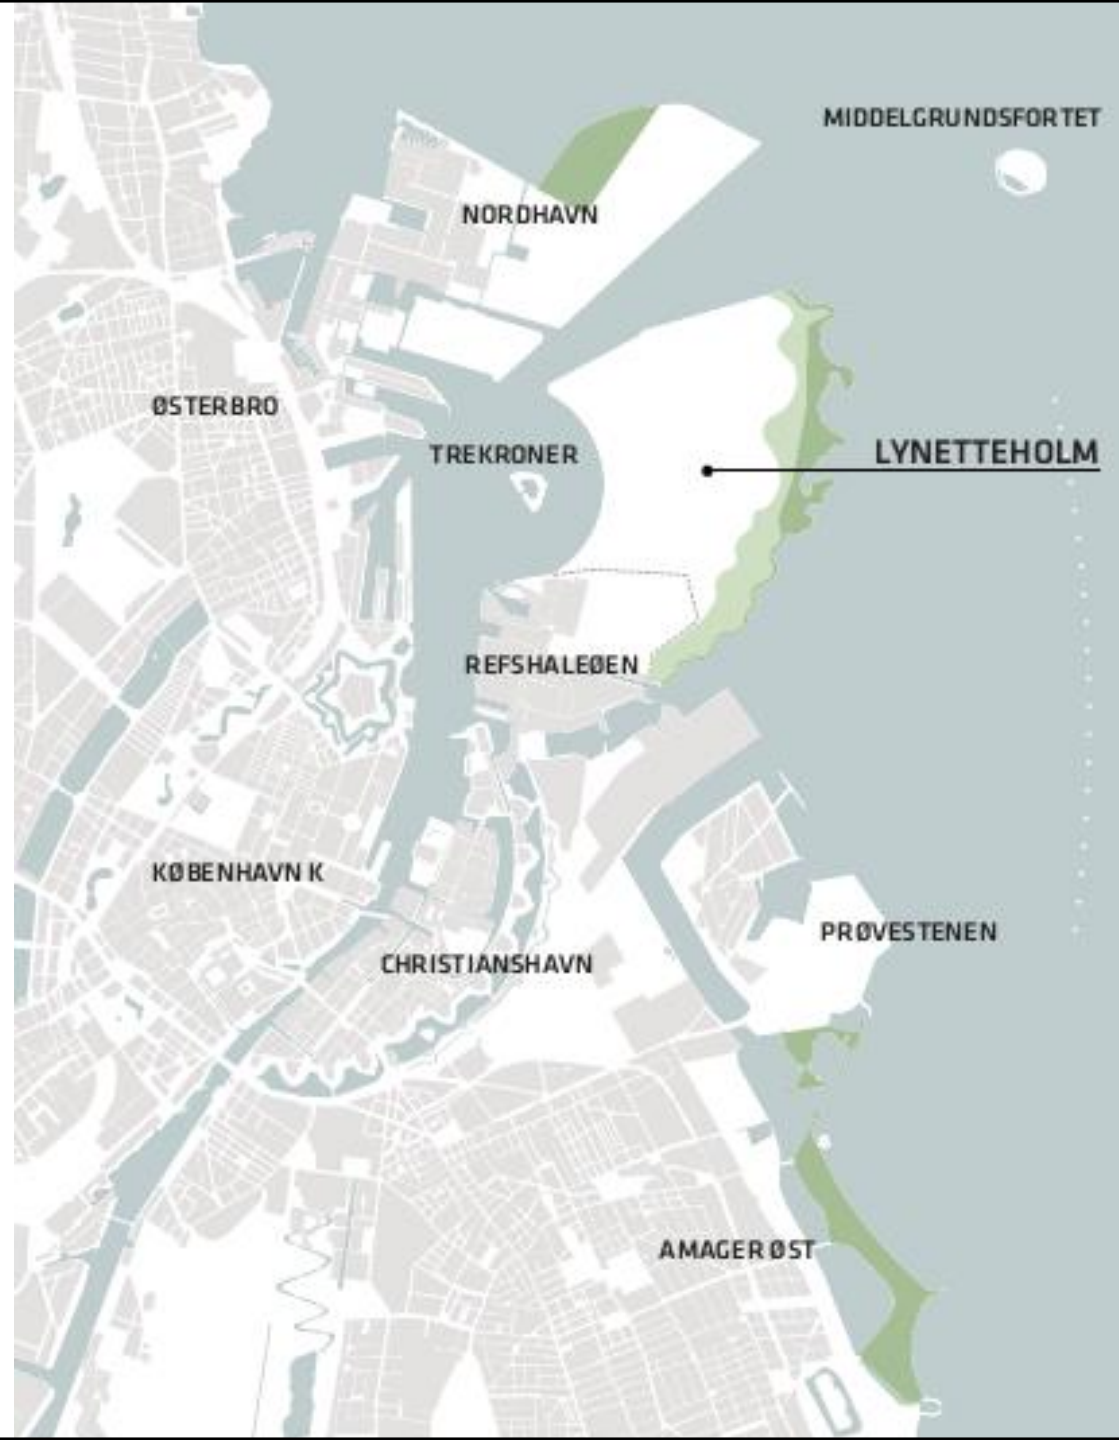 MIDDELGRUNDSFORTET
NORDHAVN
ØSTERBRO
TREKRONER
LYNETTEHOLM
REFSHALEØEN
KØBENHAVN K
PRØVESTENEN
CHRISTIANSHAVN
AMAGER ØST